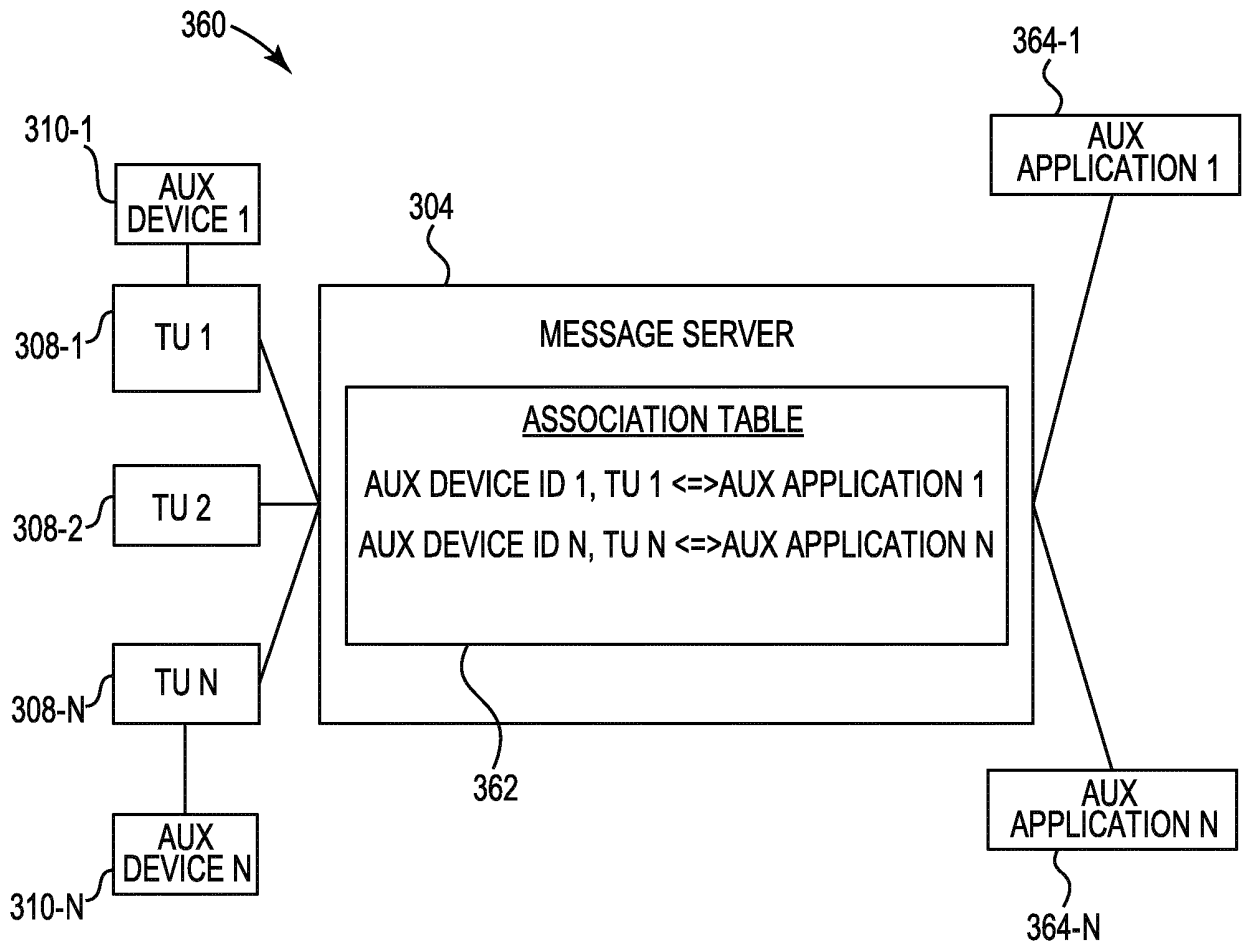 360
364-1
310-1
AUX
APPLICATION 1
AUX
DEVICE 1
304
TU 1
308-1
MESSAGE SERVER
ASSOCIATION TABLE
AUX DEVICE ID 1, TU 1 <=>AUX APPLICATION 1
TU 2
308-2
AUX DEVICE ID N, TU N <=>AUX APPLICATION N
TU N
308-N
362
AUX
APPLICATION N
AUX
DEVICE N
310-N
364-N